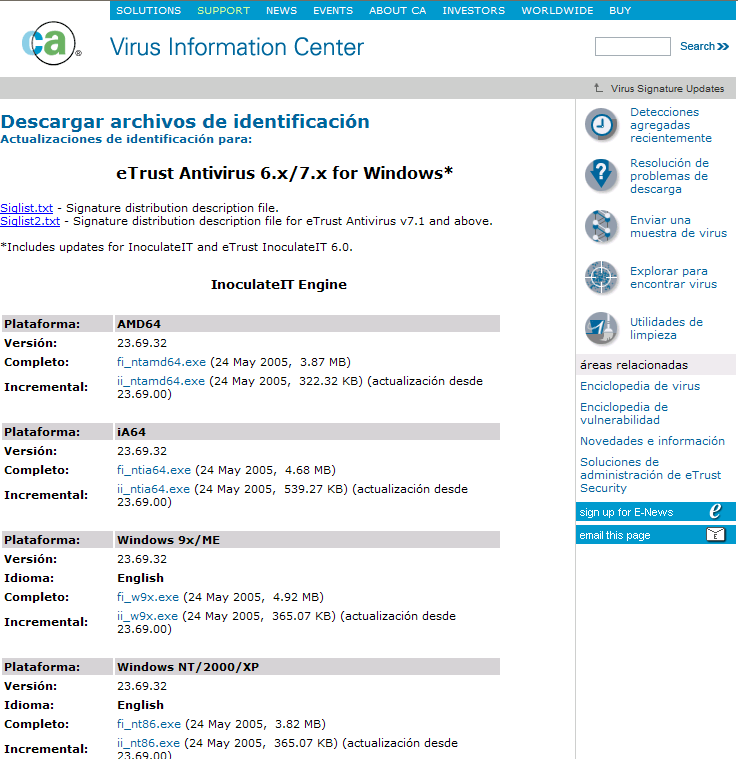 SOLUTIONS SUPPORT NEWS EVENTS ABOUT CA INVESTORS WORLDWIDE BUY
ca®
Virus Information Center
Search
Virus Signature Updates
Descargar archivos de identificación
Actualizaciones de identificación para:
eTrust Antivirus 6.x/7.x for Windows*
Siglist.txt - Signature distribution description file.
Siglist2.txt - Signature distribution description file for eTrust Antivirus v7.1 and above.
*Includes updates for InoculateIT and eTrust InoculateIT 6.0.
InoculateIT Engine
Plataforma: AMD64
Versión: 23.69.32
Completo: fi_ntamd64.exe (24 May 2005, 3.87 MB)
Incremental: ii_ntamd64.exe (24 May 2005, 322.32 KB) (actualización desde
23.69.00)
Plataforma: iA64
Versión: 23.69.32
Completo: fi_ntia64.exe (24 May 2005, 4.68 MB)
Incremental: ii_ntia64.exe (24 May 2005, 539.27 KB) (actualización desde
23.69.00)
Plataforma: Windows 9x/ME
Versión: 23.69.32
Idioma: English
Completo: fi_w9x.exe (24 May 2005, 4.92 MB)
Incremental: ii_w9x.exe (24 May 2005, 365.07 KB) (actualización desde
23.69.00)
Plataforma: Windows NT/2000/XP
Versión: 23.69.32
Idioma: English
Completo: fi_nt86.exe (24 May 2005, 3.82 MB)
Incremental: ii_nt86.exe (24 May 2005, 365.07 KB) (actualización desde
23.69.00)
Detecciones
agregadas
recientemente
Resolución de
problemas de
descarga
Enviar una
muestra de virus
Explorar para
encontrar virus
Utilidades de
limpieza
áreas relacionadas
Enciclopedia de virus
Enciclopedia de
vulnerabilidad
Novedades e información
Soluciones de
administración de eTrust
Security
sign up for E-News
email this page